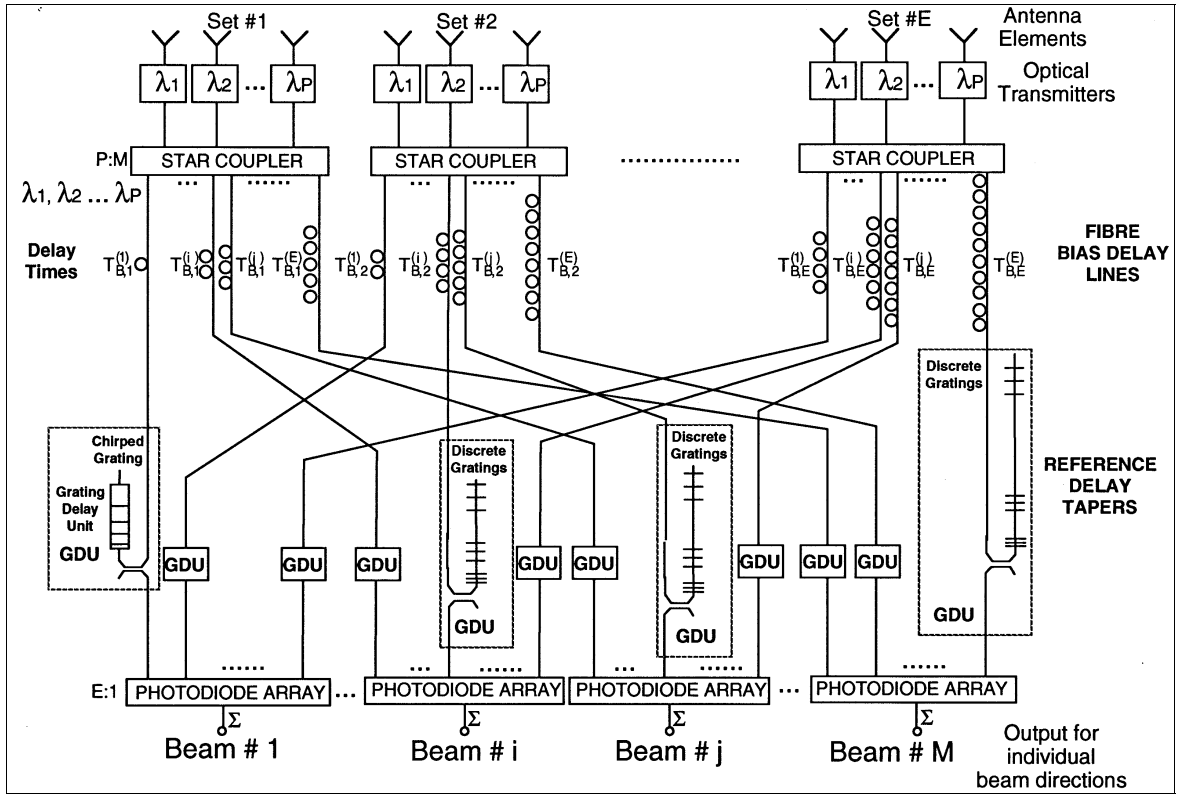 Set #1
Set #2
Set #E
Antenna
Elements
λ1
λ2
...
λP
λ1
λ2
...
λP
λ1
λ2
...
λP
Optical
Transmitters
P:M
STAR COUPLER
STAR COUPLER
STAR COUPLER
λ1, λ2 ... λP
Delay
Times
T(1)B,1
T(i)B,1
T(j)B,1
T(E)B,1
T(1)B,2
T(i)B,2
T(j)B,2
T(E)B,2
T(1)B,E
T(i)B,E
T(j)B,E
T(E)B,E
FIBRE
BIAS DELAY
LINES
Chirped
Grating
Grating
Delay
Unit
GDU
GDU
GDU
GDU
Discrete
Gratings
GDU
GDU
GDU
Discrete
Gratings
GDU
GDU
GDU
GDU
Discrete
Gratings
GDU
REFERENCE
DELAY
TAPERS
E:1
PHOTODIODE ARRAY
...
PHOTODIODE ARRAY
PHOTODIODE ARRAY
...
PHOTODIODE ARRAY
Σ
Σ
Σ
Σ
Beam # 1
Beam # i
Beam # j
Beam # M
Output for
individual
beam directions